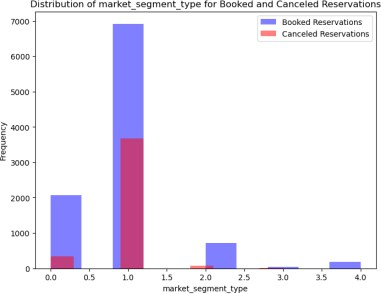 Distribution of market_segment_type for Booked and Canceled Reservations
Booked Reservations
Canceled Reservations
Frequency
7000
6000
5000
4000
3000
2000
1000
0
0.0 0.5 1.0 1.5 2.0 2.5 3.0 3.5 4.0
market_segment_type